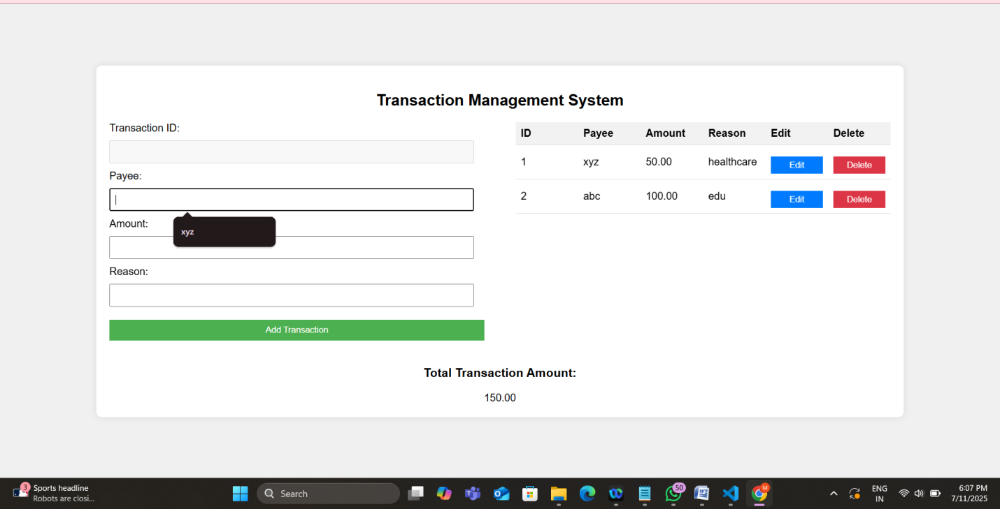 Transaction Management System
Transaction ID:
Payee:
xyz
Amount:
Reason:
Add Transaction
ID Payee Amount Reason Edit Delete
1 xyz 50.00 healthcare Edit Delete
2 abc 100.00 edu Edit Delete
Total Transaction Amount:
150.00
3
Sports headline
Robots are closi...
Search
50
M
ENG
IN
6:07 PM
7/11/2025